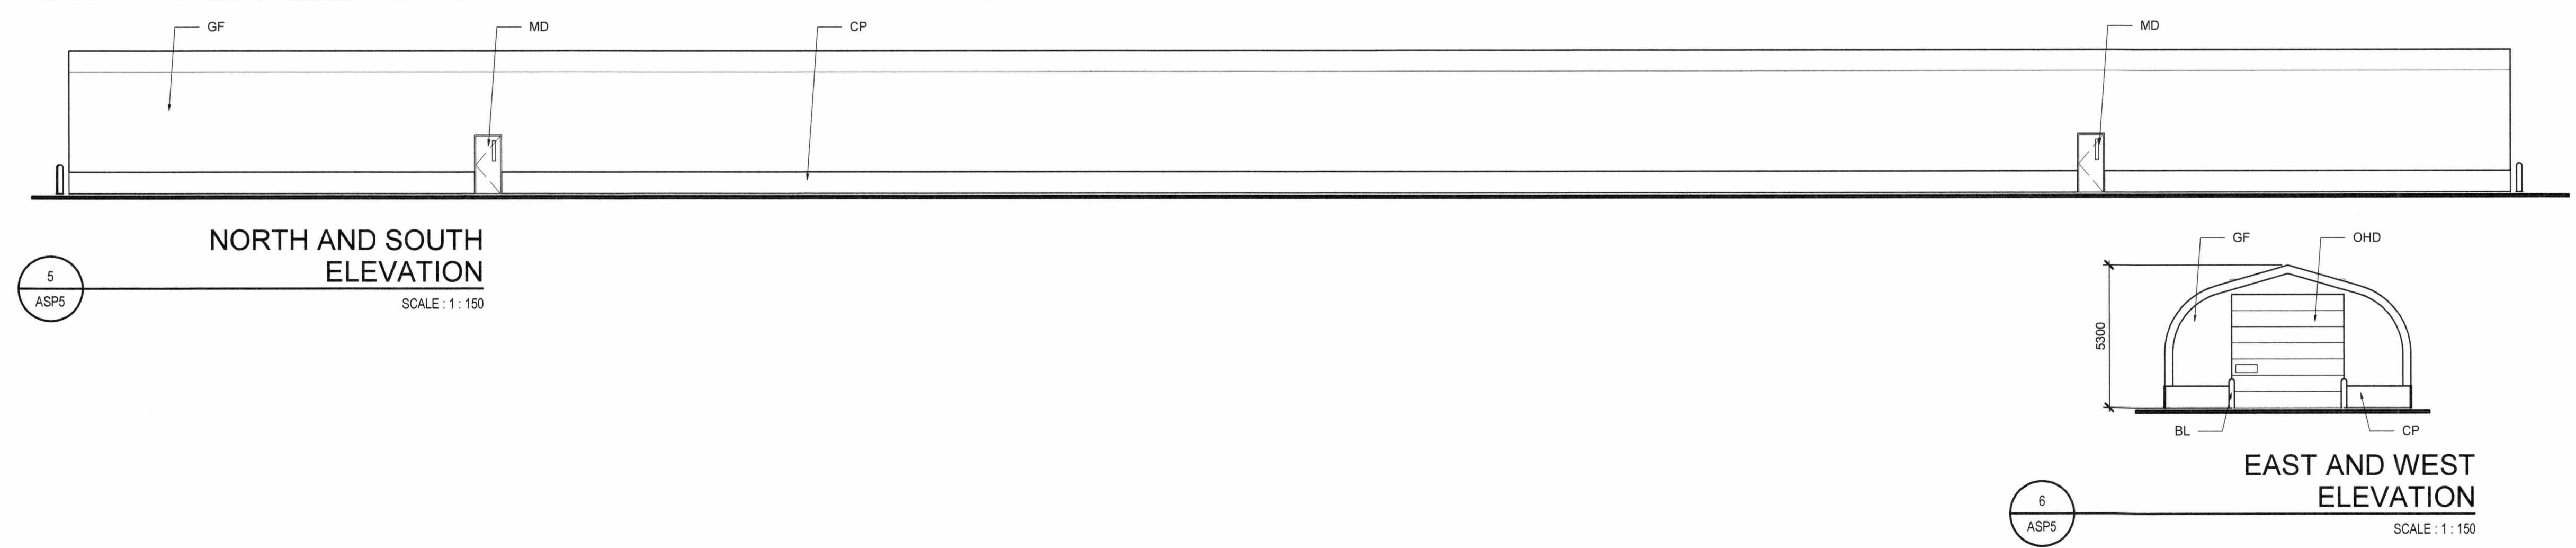 GF
MD
CP
MD
NORTH AND SOUTH
ELEVATION
5
ASP5
SCALE : 1 : 150
GF
OHD
5300
BL
CP
EAST AND WEST
ELEVATION
6
ASP5
SCALE : 1 : 150